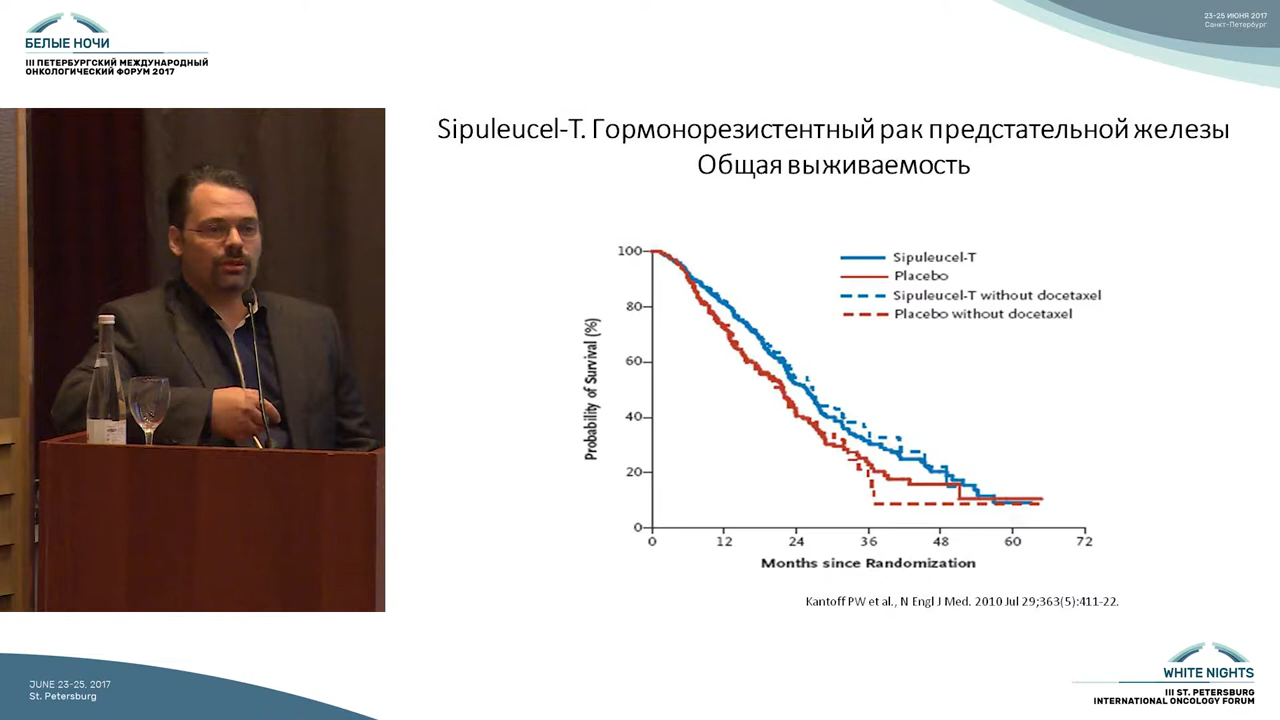 23-25 ИЮНЯ 2017
Санкт-Петербург
БЕЛЫЕ НОЧИ
III ПЕТЕРБУРГСКИЙ МЕЖДУНАРОДНЫЙ
ОНКОЛОГИЧЕСКИЙ ФОРУМ 2017
Sipuleucel-T. Гормонорезистентный рак предстательной железы
Общая выживаемость
Sipuleucel-T
Placebo
Sipuleucel-T without docetaxel
Placebo without docetaxel
Probability of Survival (%)
100
80
60
40
20
0
0 12 24 36 48 60 72
Months since Randomization
Kantoff PW et al., N Engl J Med. 2010 Jul 29;363(5):411-22.
JUNE 23-25, 2017
St. Petersburg
WHITE NIGHTS
III ST. PETERSBURG
INTERNATIONAL ONCOLOGY FORUM